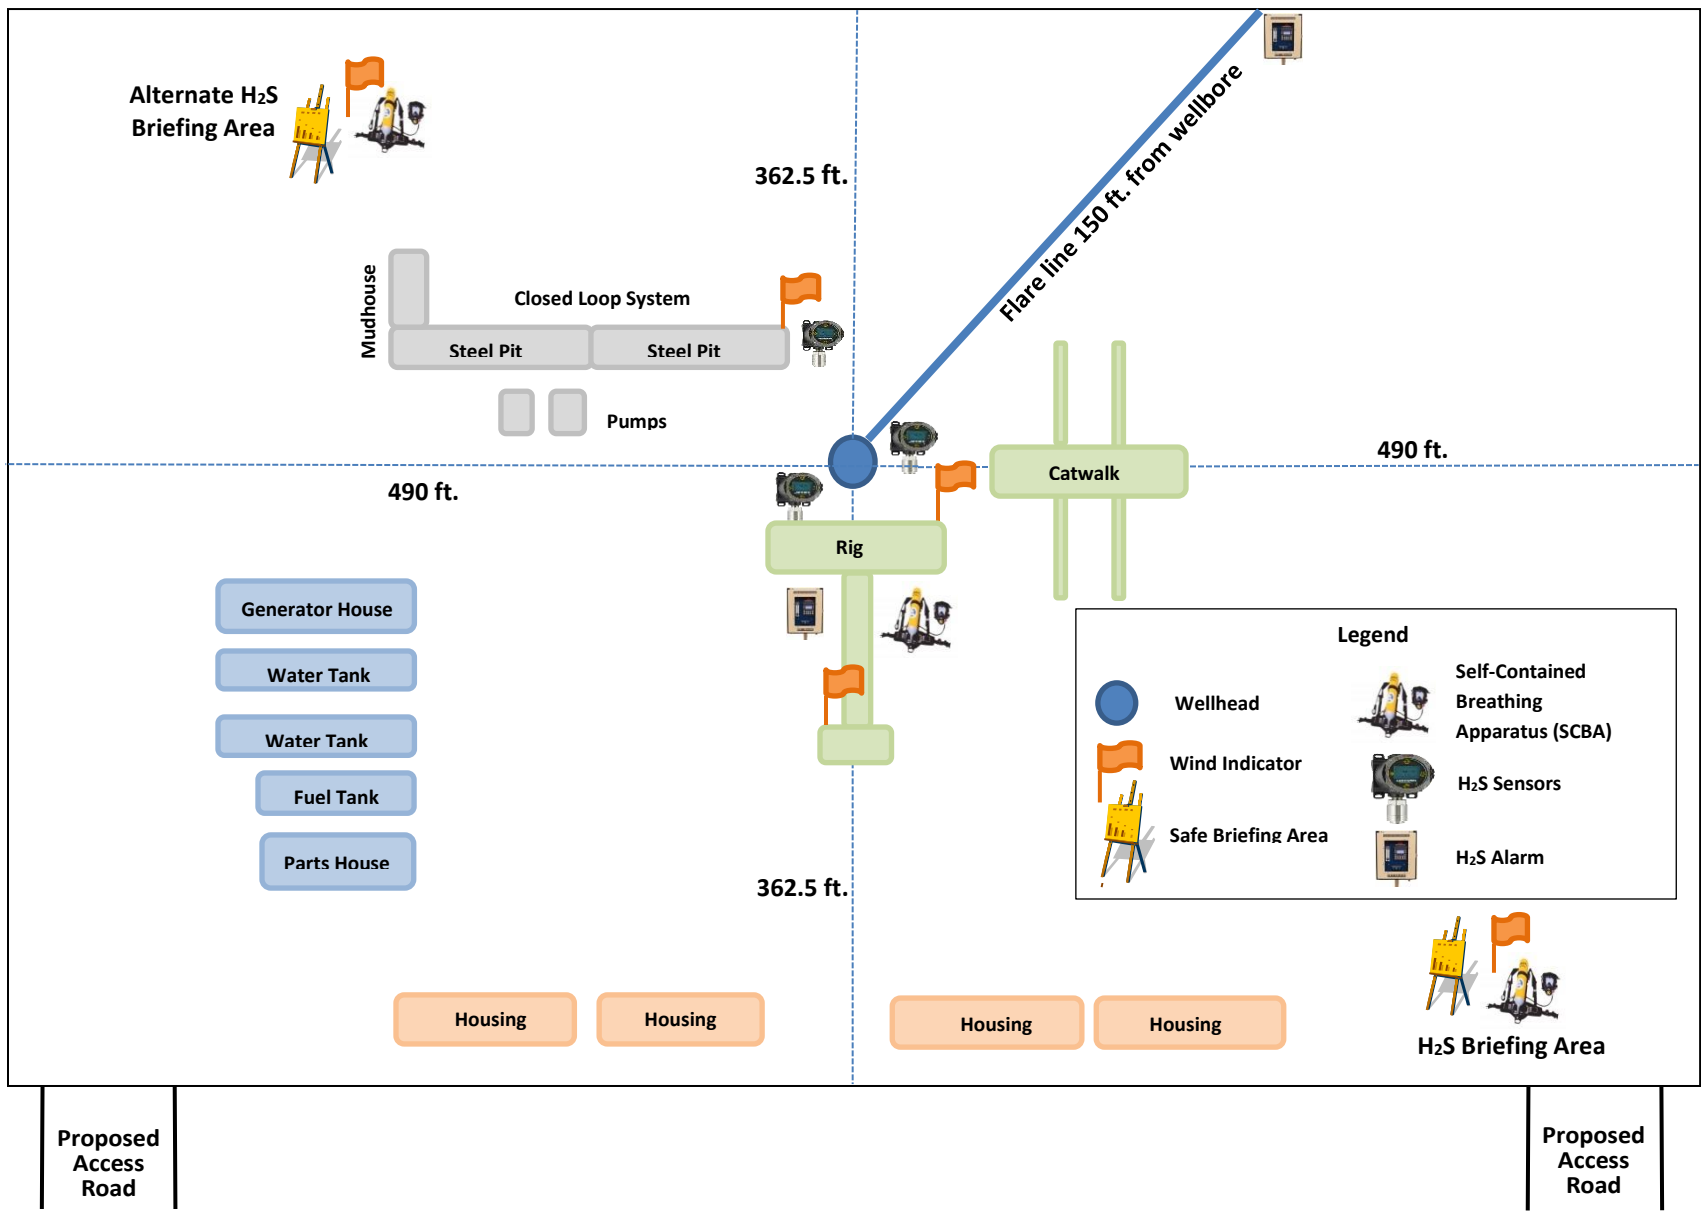 Alternate H2S
Briefing Area
362.5 ft.
Flare line 150 ft. from wellbore
Mudhouse
Closed Loop System
Steel Pit
Steel Pit
Pumps
490 ft.
490 ft.
Catwalk
Rig
Generator House
Water Tank
Water Tank
Fuel Tank
Parts House
362.5 ft.
Legend
Wellhead
Wind Indicator
Safe Briefing Area
Self-Contained
Breathing
Apparatus (SCBA)
H2S Sensors
H2S Alarm
Housing
Housing
Housing
Housing
H2S Briefing Area
Proposed
Access
Road
Proposed
Access
Road